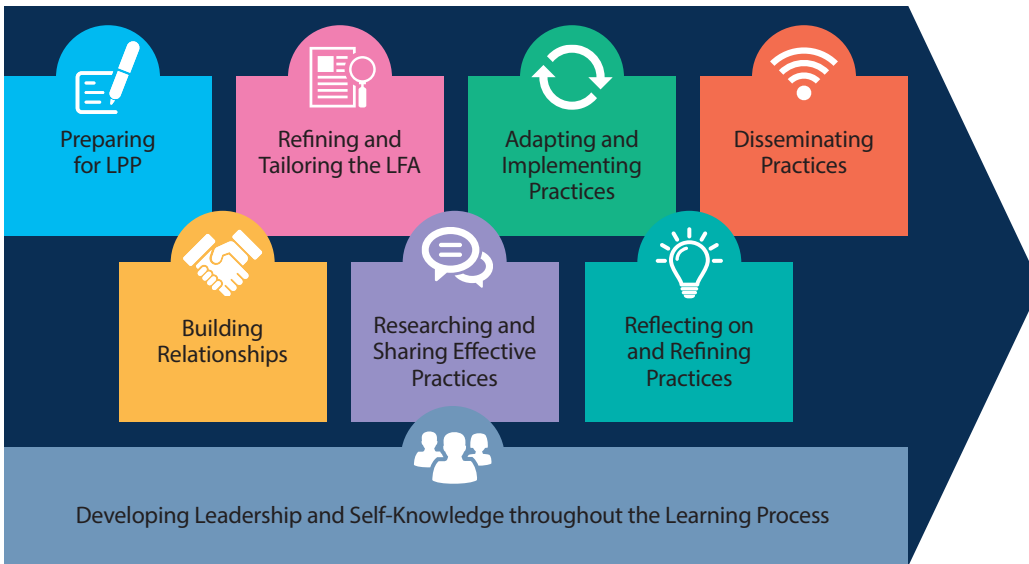 Preparing
for LPP
Building
Relationships
Refining and
Tailoring the LFA
Researching and
Sharing Effective
Practices
Adapting and
Implementing
Practices
Reflecting on
and Refining
Practices
Disseminating
Practices
Developing Leadership and Self-Knowledge throughout the Learning Process